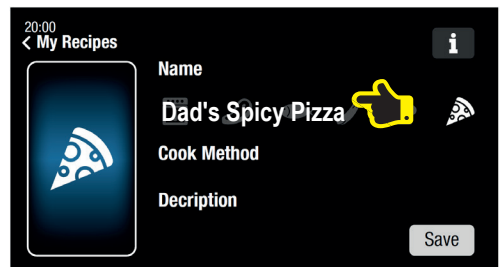 20:00
< My Recipes
i
Name
Dad's Spicy Pizza
Cook Method
Decription
Save